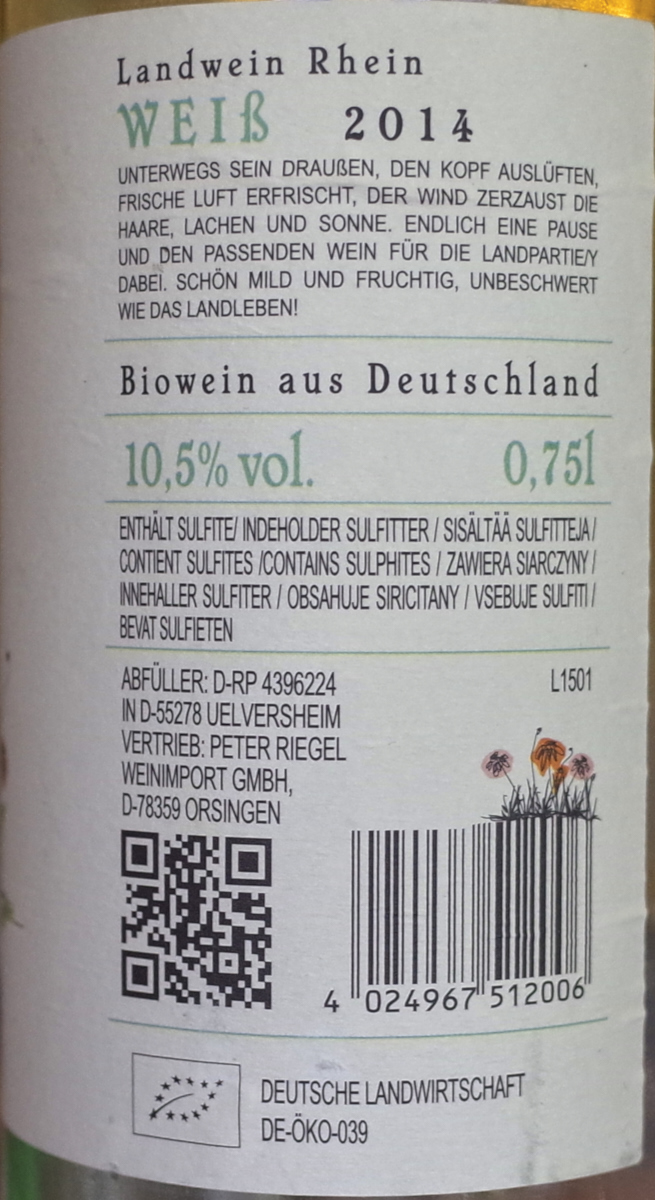 Landwein Rhein
WEIß 2014
UNTERWEGS SEIN DRAUßEN, DEN KOPF AUSLÜFTEN,
FRISCHE LUFT ERFRISCHT, DER WIND ZERZAUST DIE
HAARE, LACHEN UND SONNE. ENDLICH EINE PAUSE
UND DEN PASSENDEN WEIN FÜR DIE LANDPARTIE/Y
DABEI. SCHÖN MILD UND FRUCHTIG, UNBESCHWERT
WIE DAS LANDLEBEN!
Biowein aus Deutschland
10,5% vol. 0,75l
ENTHÄLT SULFITE/ INDEHOLDER SULFITTER / SISÄLTÄÄ SULFITTEJA /
CONTIENT SULFITES /CONTAINS SULPHITES / ZAWIERA SIARCZYNY /
INNEHALLER SULFITER / OBSAHUJE SIRICITANY / VSEBUJE SULFITI /
BEVAT SULFIETEN
ABFÜLLER: D-RP 4396224 L1501
IN D-55278 UELVERSHEIM
VERTRIEB: PETER RIEGEL
WEINIMPORT GMBH,
D-78359 ORSINGEN
4 024967 512006
DEUTSCHE LANDWIRTSCHAFT
DE-ÖKO-039